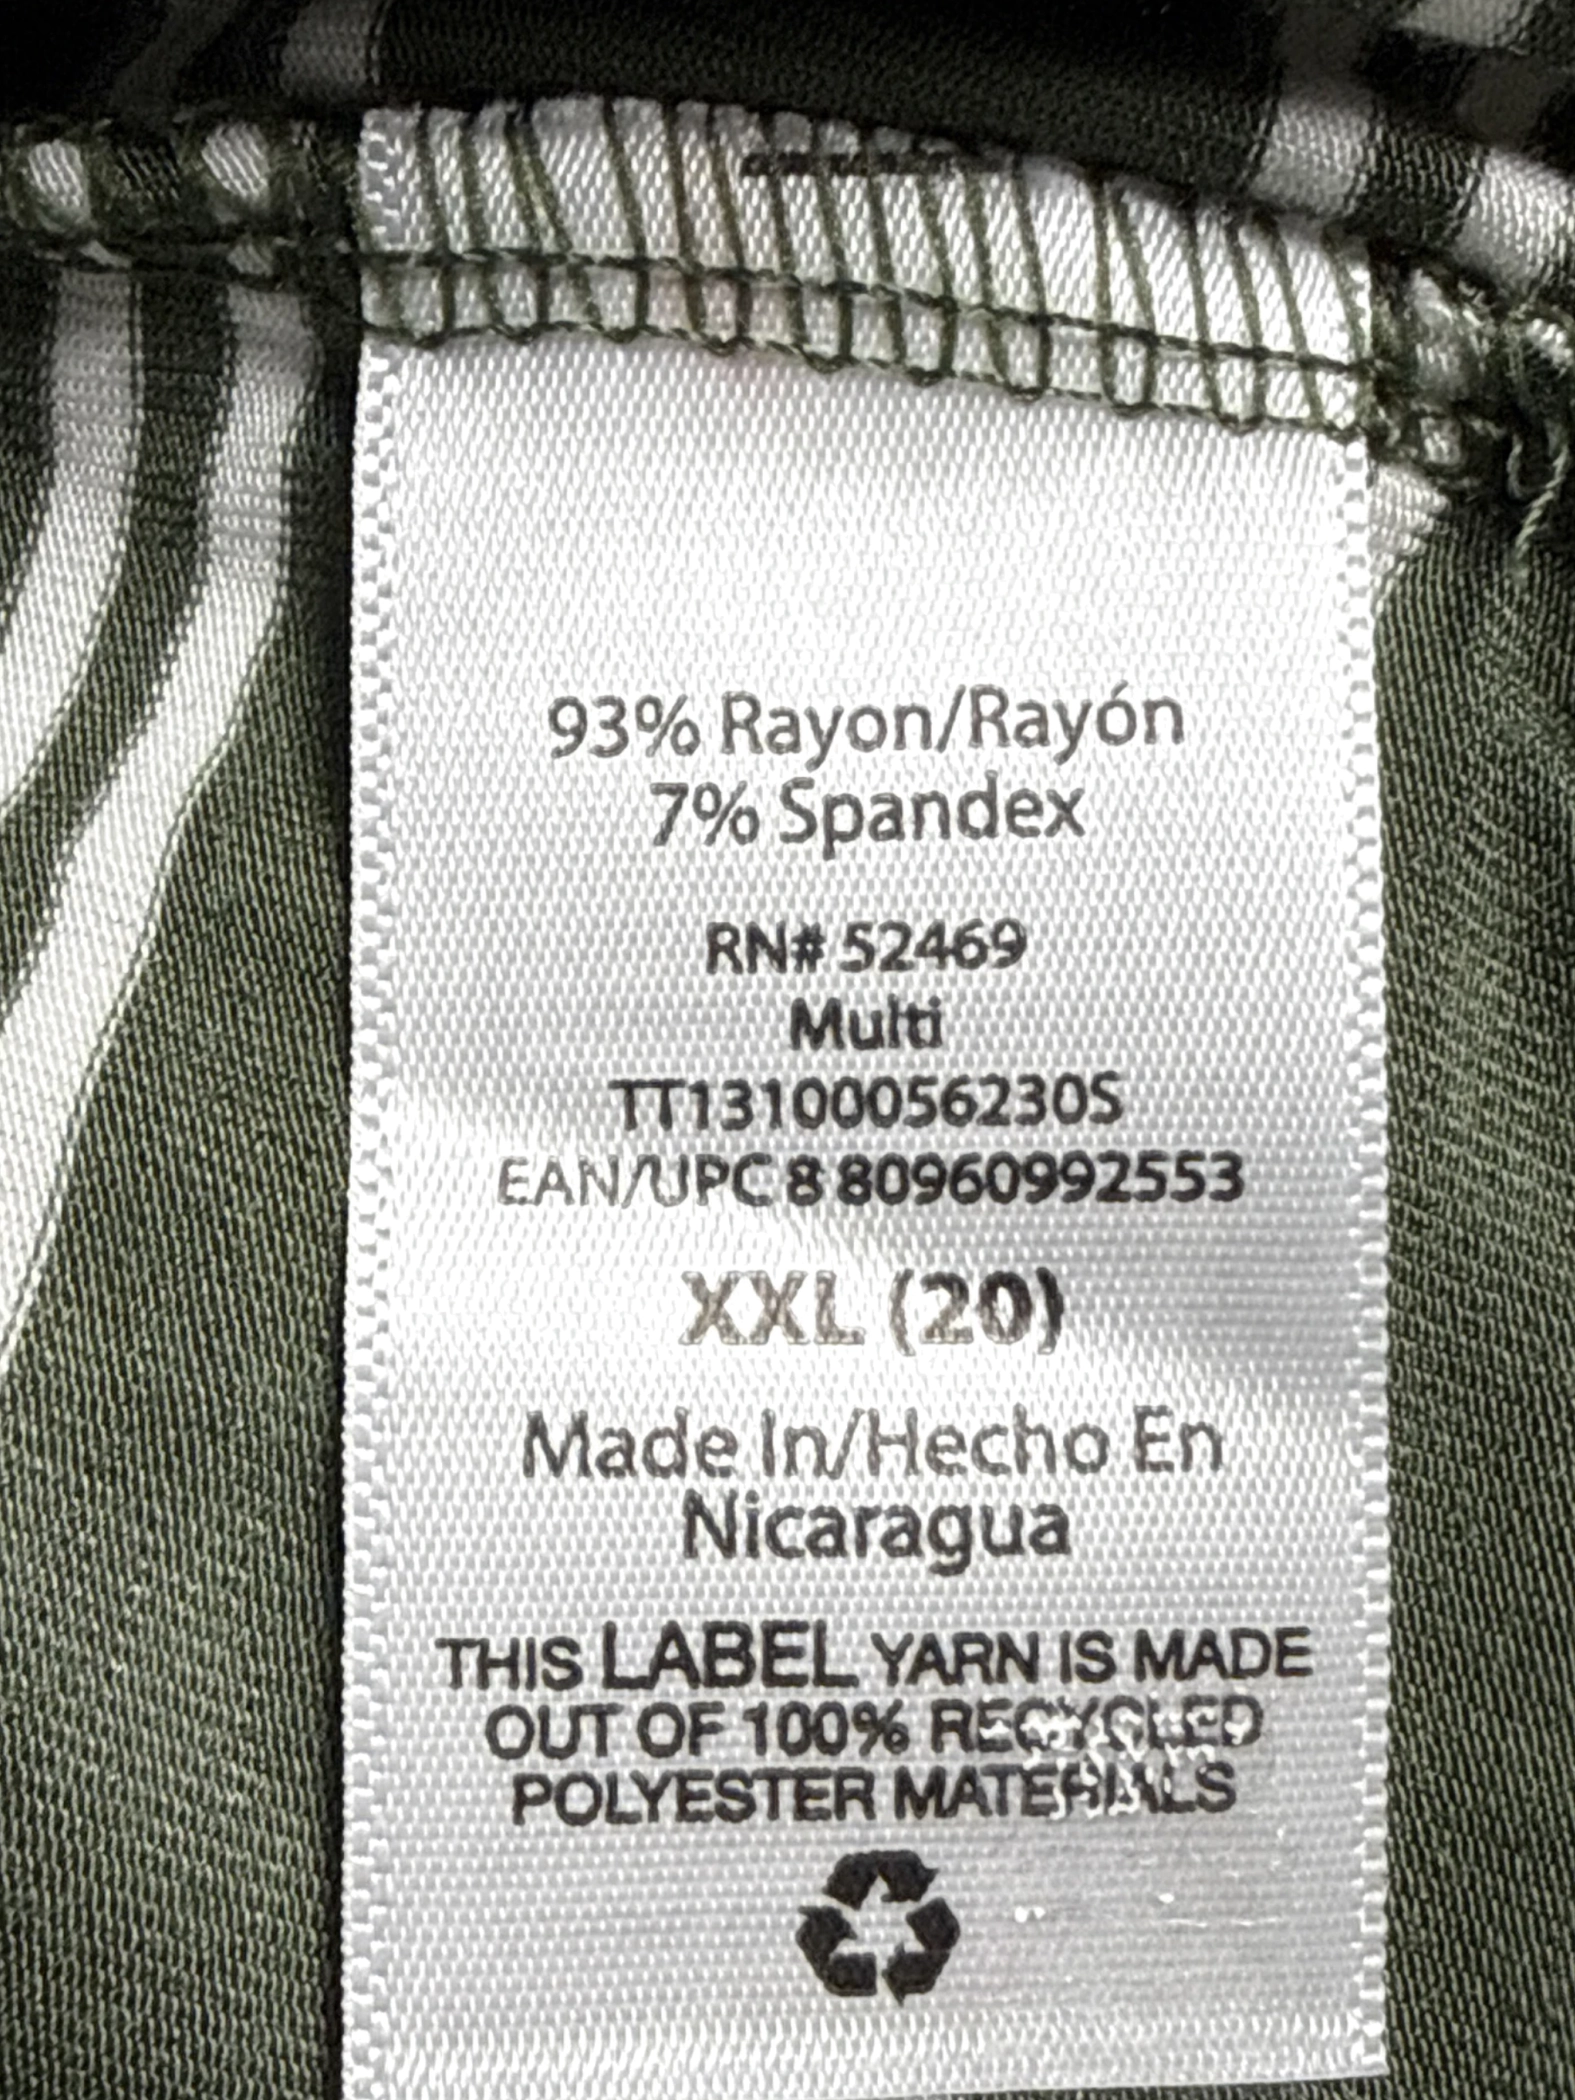 93% Rayon/Rayón
7% Spandex
RN# 52469
Multi
TT13100056230S
EAN/UPC 8 80960992553
XXL (20)
Made In/Hecho En
Nicaragua
THIS LABEL YARN IS MADE
OUT OF 100% RECYCLED
POLYESTER MATERIALS